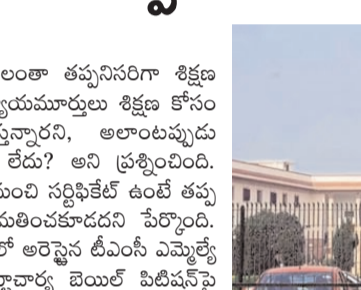 లంతా తప్పనిసరిగా శిక్షణ
యమూర్తులు శిక్షణ కోసం
స్తున్నారని, అలాంటప్పుడు
లేదు? అని ప్రశ్నించింది.
నుంచి సర్టిఫికేట్ ఉంటే తప్ప
మతించకూడదని పేర్కొంది.
లో అరెస్టైన టీఎంసీ ఎమ్మెల్యే
బెయిల్ పిటిషన్‌పై